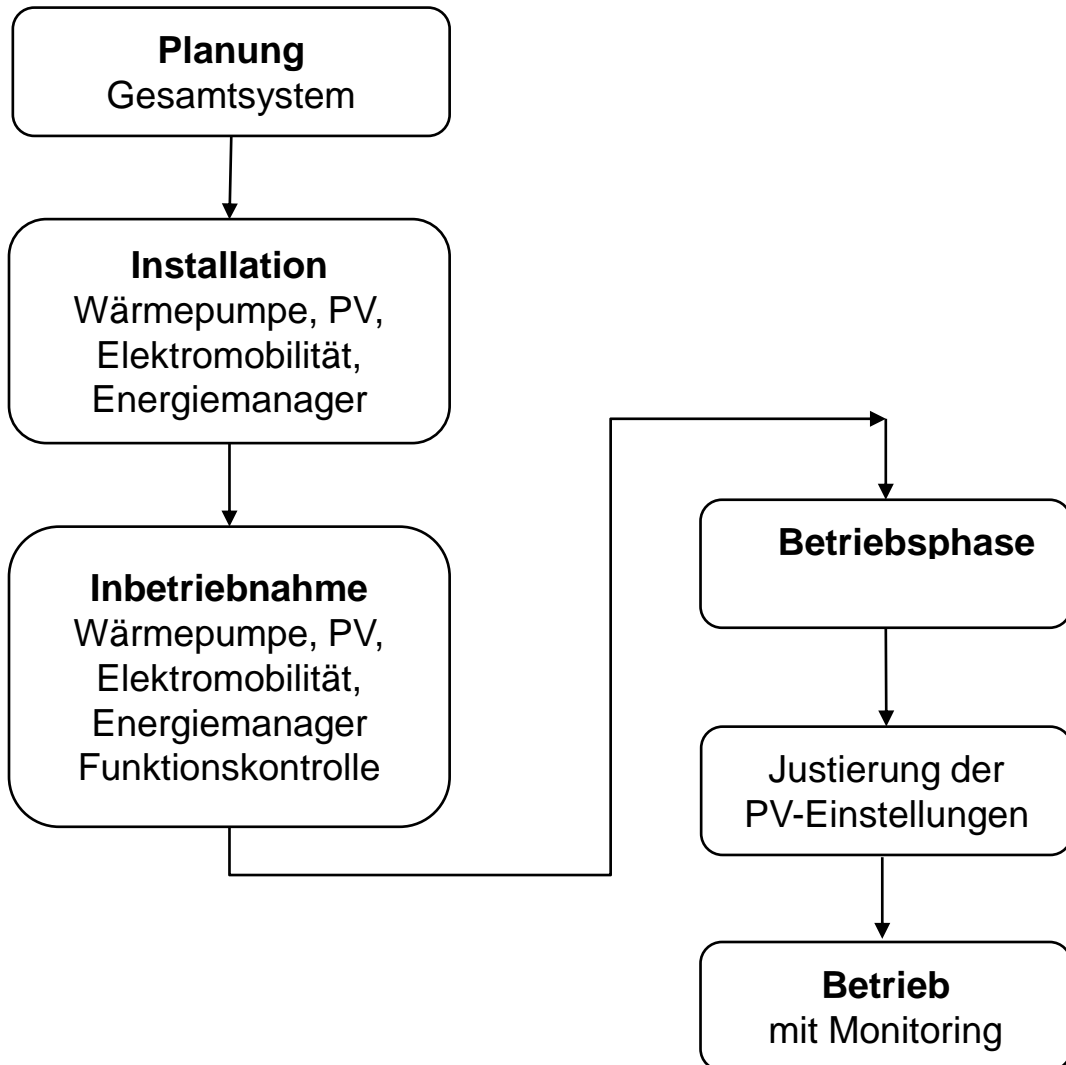 Planung
Gesamtsystem
Installation
Wärmepumpe, PV,
Elektromobilität,
Energiemanager
Inbetriebnahme
Wärmepumpe, PV,
Elektromobilität,
Energiemanager
Funktionskontrolle
Betriebsphase
Justierung der
PV-Einstellungen
Betrieb
mit Monitoring